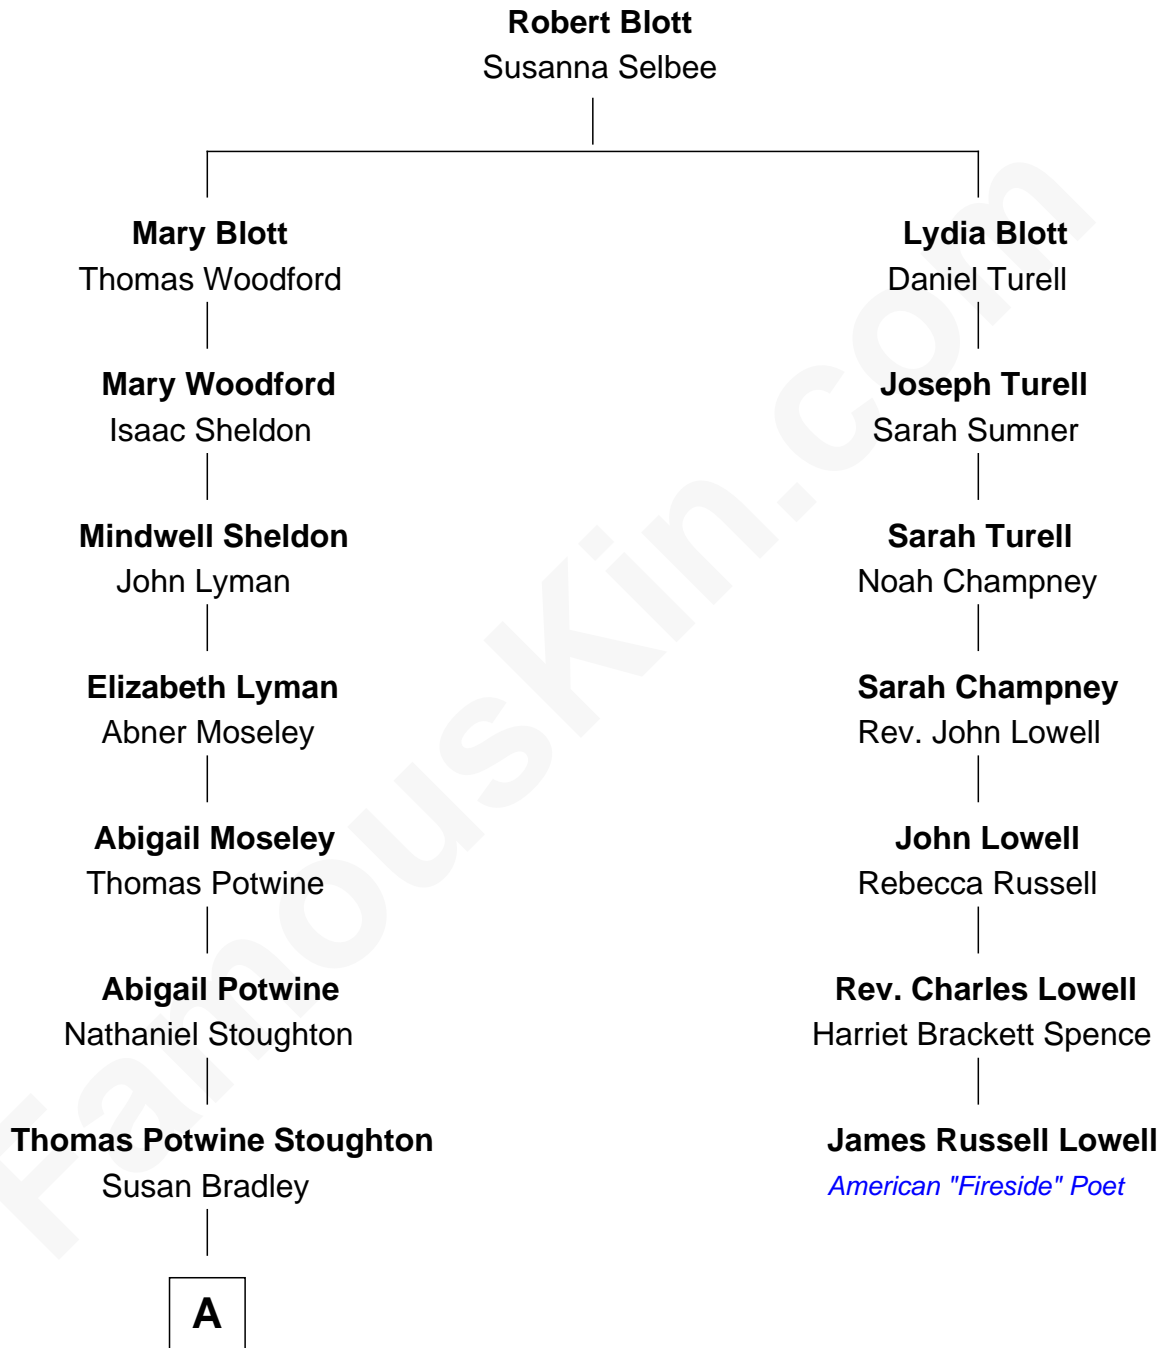 Robert Blott
Susanna Selbee
Mary Blott
Thomas Woodford
Mary Woodford
Isaac Sheldon
Mindwell Sheldon
John Lyman
Elizabeth Lyman
Abner Moseley
Abigail Moseley
Thomas Potwine
Abigail Potwine
Nathaniel Stoughton
Thomas Potwine Stoughton
Susan Bradley
A
Lydia Blott
Daniel Turell
Joseph Turell
Sarah Sumner
Sarah Turell
Noah Champney
Sarah Champney
Rev. John Lowell
John Lowell
Rebecca Russell
Rev. Charles Lowell
Harriet Brackett Spence
James Russell Lowell
American "Fireside" Poet
FamousKin.com